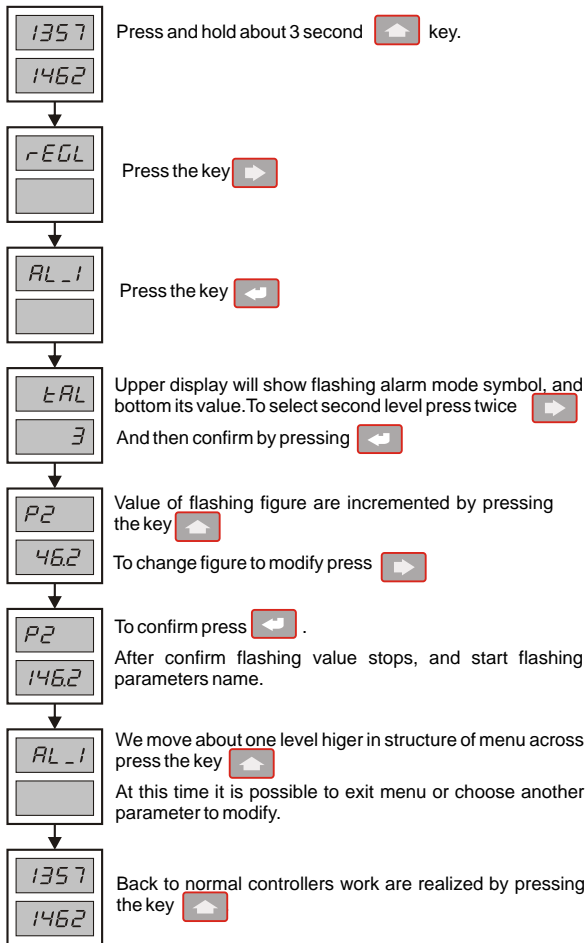 1357
Press and hold about 3 second key.
1462
rEGL
Press the key
AL_1
Press the key
tAL
Upper display will show flashing alarm mode symbol, and
bottom its value.To select second level press twice
3
And then confirm by pressing
P2
Value of flashing figure are incremented by pressing
the key
46.2
To change figure to modify press
P2
To confirm press .
146.2
After confirm flashing value stops, and start flashing
parameters name.
AL_1
We move about one level higer in structure of menu across
press the key
At this time it is possible to exit menu or choose another
parameter to modify.
1357
Back to normal controllers work are realized by pressing
the key
1462